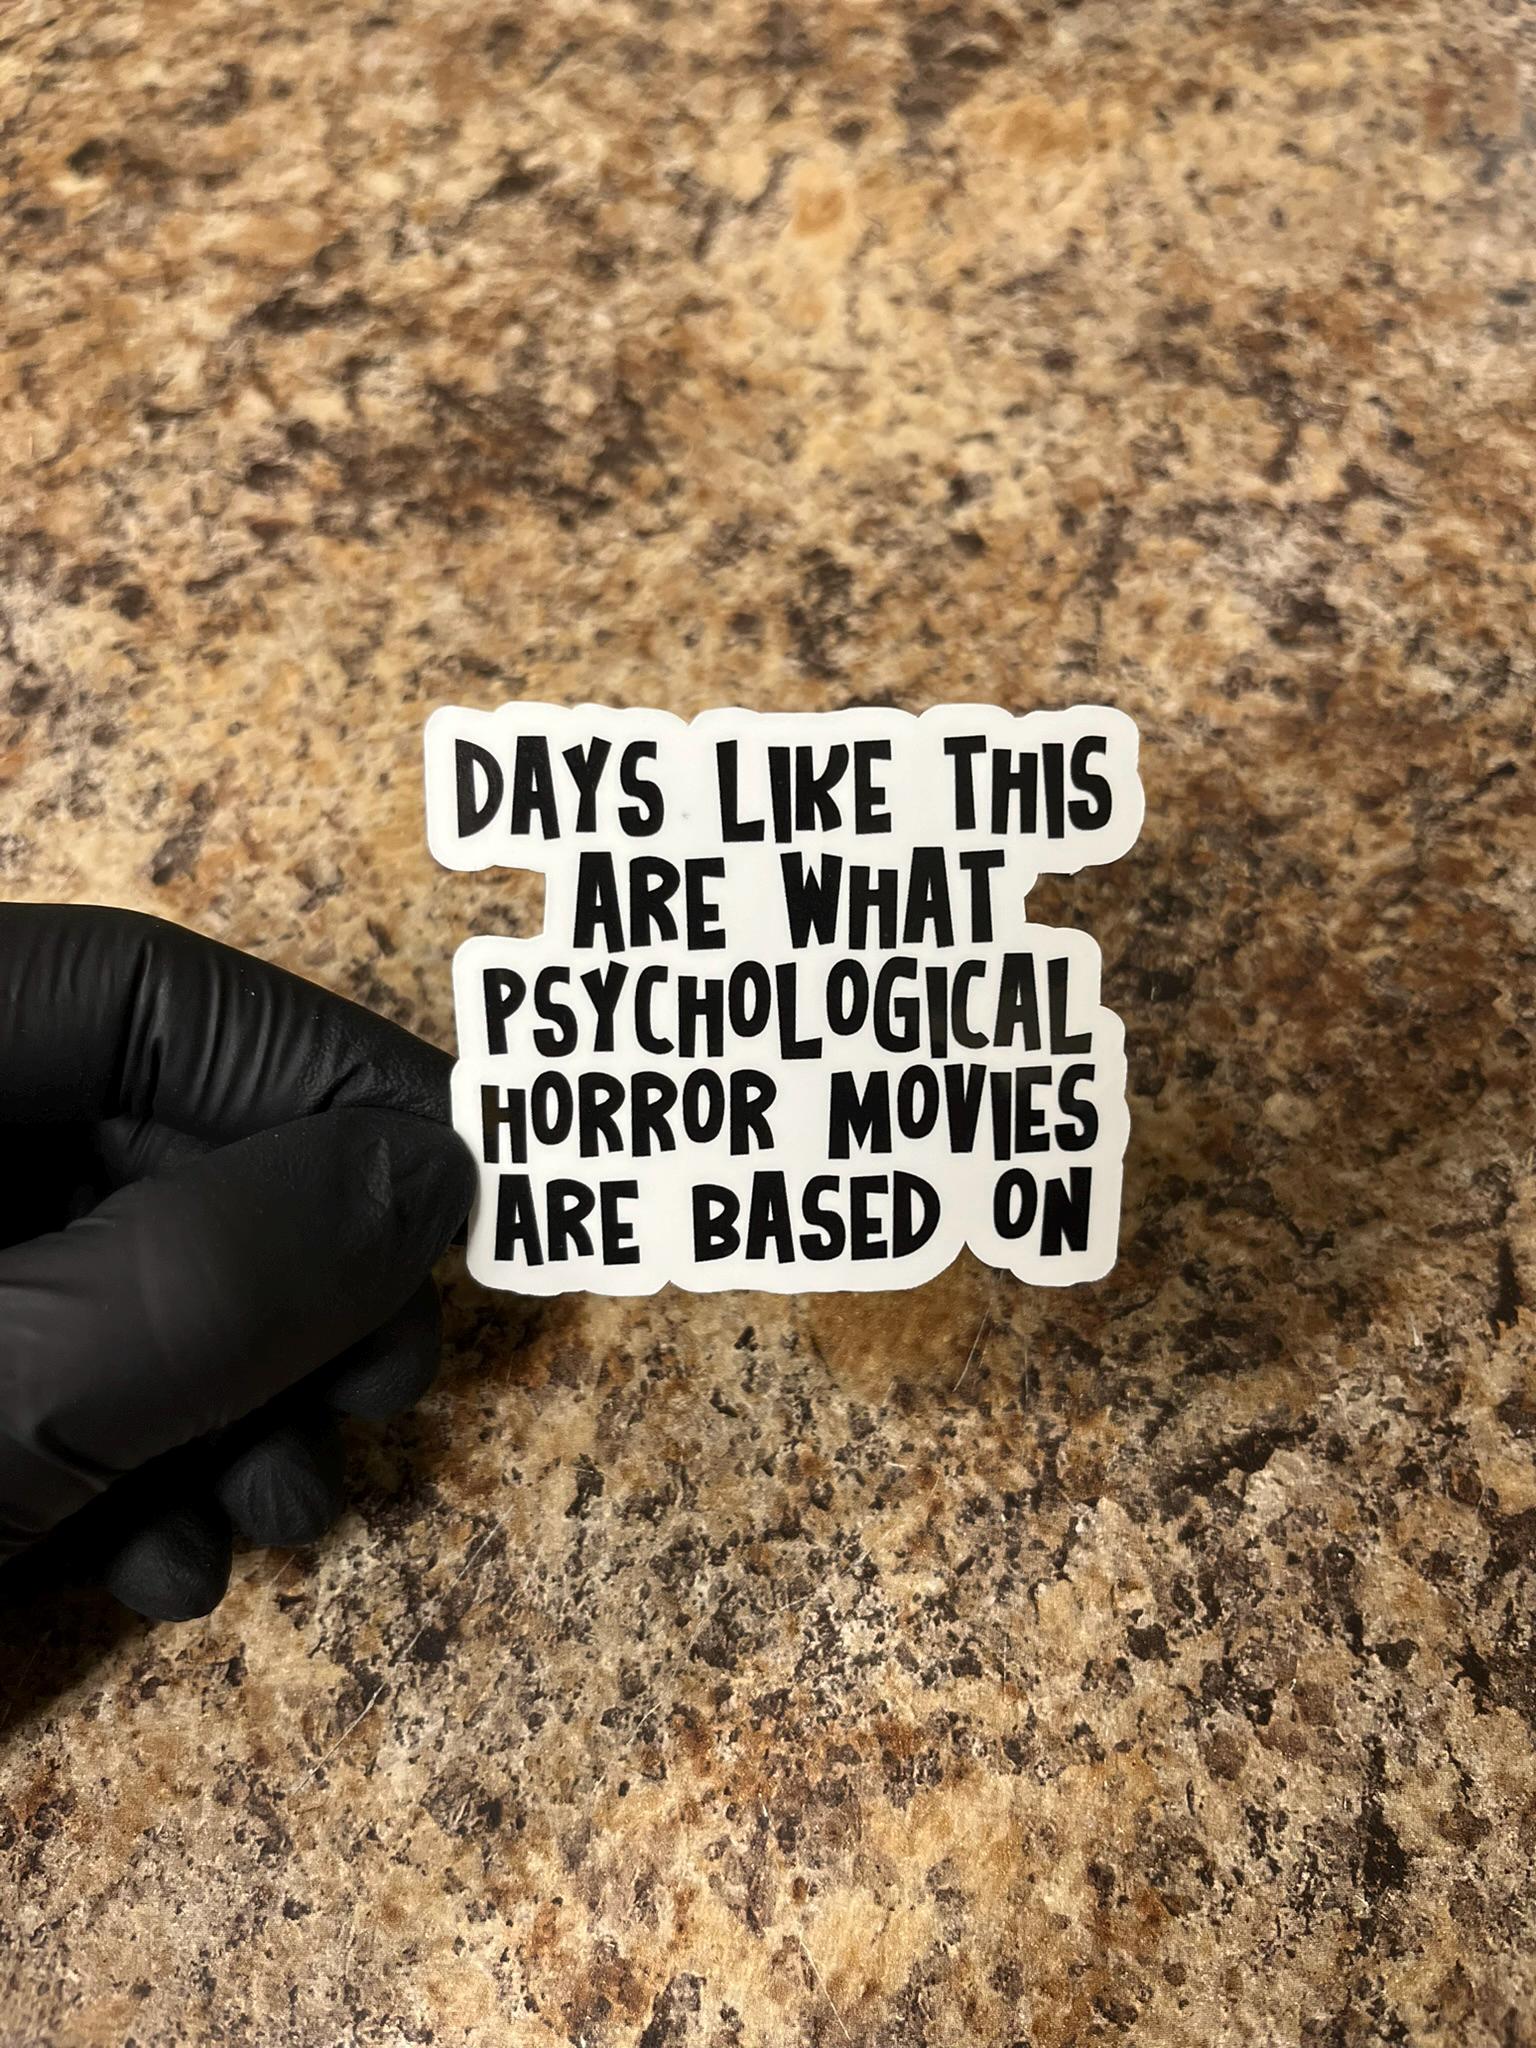 DAYS LIKE THIS
ARE WHAT
PSYCHOLOGICAL
HORROR MOVIES
ARE BASED ON